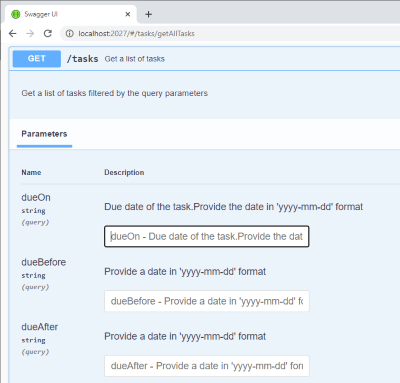 Swagger UI
localhost:2027/#/tasks/getAllTasks
GET /tasks Get a list of tasks
Get a list of tasks filtered by the query parameters
Parameters
Name Description
dueOn
string
(query)
Due date of the task.Provide the date in 'yyyy-mm-dd' format
dueOn - Due date of the task.Provide the dat
dueBefore
string
(query)
Provide a date in 'yyyy-mm-dd' format
dueBefore - Provide a date in 'yyyy-mm-dd' fo
dueAfter
string
(query)
Provide a date in 'yyyy-mm-dd' format
dueAfter - Provide a date in 'yyyy-mm-dd' forn